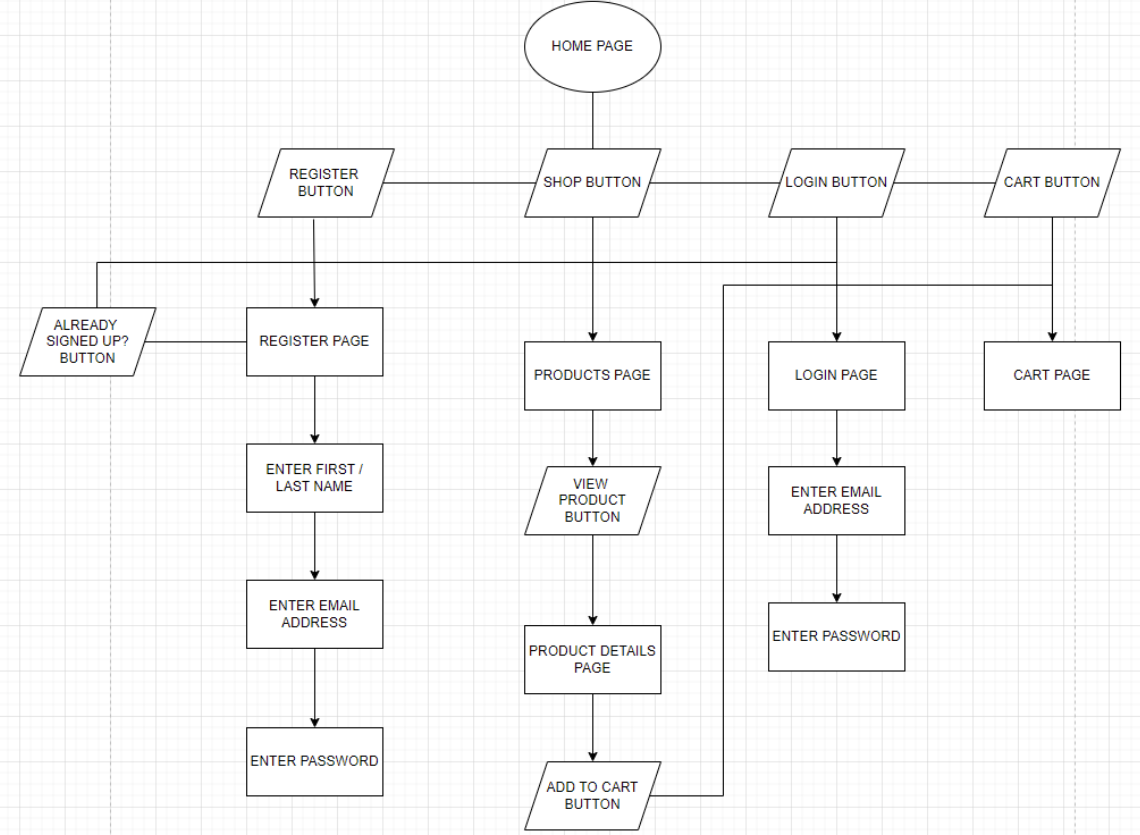 HOME PAGE
REGISTER
BUTTON
SHOP BUTTON
LOGIN BUTTON
CART BUTTON
ALREADY
SIGNED UP?
BUTTON
REGISTER PAGE
PRODUCTS PAGE
LOGIN PAGE
CART PAGE
ENTER FIRST /
LAST NAME
VIEW
PRODUCT
BUTTON
ENTER EMAIL
ADDRESS
ENTER EMAIL
ADDRESS
PRODUCT DETAILS
PAGE
ENTER PASSWORD
ENTER PASSWORD
ADD TO CART
BUTTON